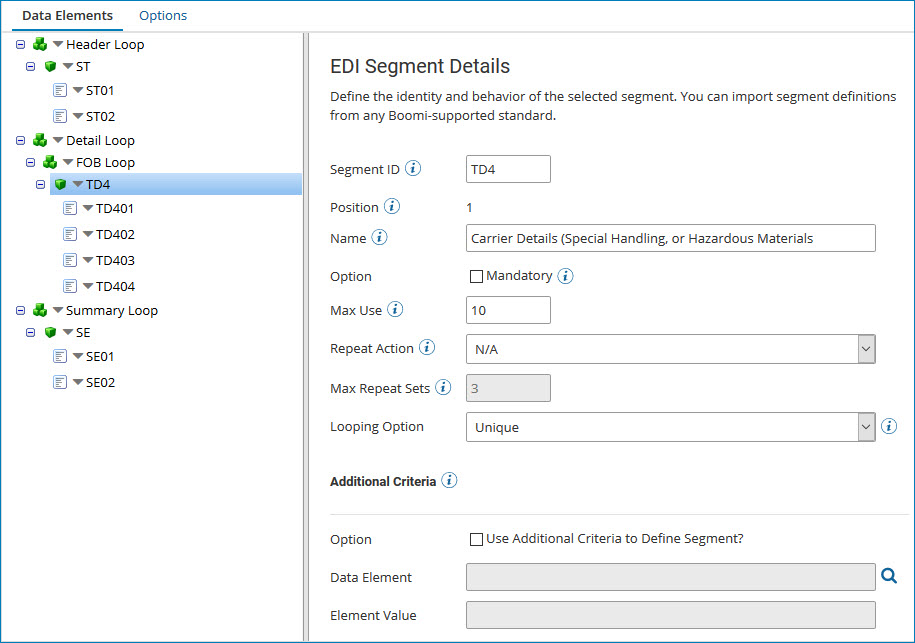 Data Elements
Options
Header Loop
ST
ST01
ST02
Detail Loop
FOB Loop
TD4
TD401
TD402
TD403
TD404
Summary Loop
SE
SE01
SE02
EDI Segment Details
Define the identity and behavior of the selected segment. You can import segment definitions
from any Boomi-supported standard.
Segment ID i TD4
Position i 1
Name i Carrier Details (Special Handling, or Hazardous Materials
Option Mandatory i
Max Use i 10
Repeat Action i N/A
Max Repeat Sets i 3
Looping Option Unique i
Additional Criteria i
Option Use Additional Criteria to Define Segment?
Data Element
Element Value